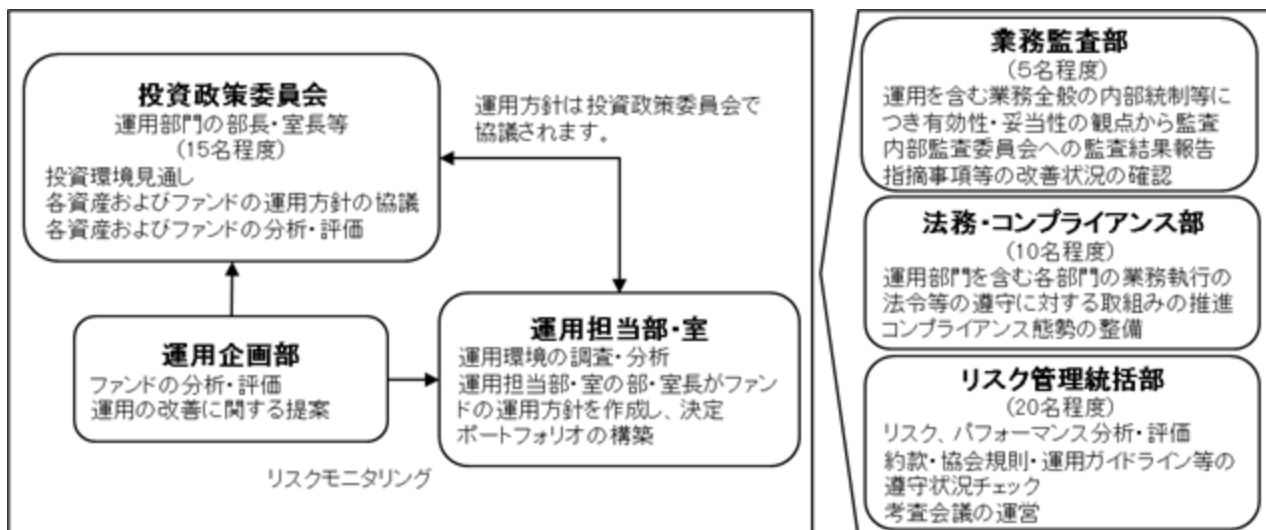 投資政策委員会
運用部門の部長・室長等
(15名程度)
投資環境見通し
各資産およびファンドの運用方針の協議
各資産およびファンドの分析・評価
運用方針は投資政策委員会で
協議されます。
運用企画部
ファンドの分析・評価
運用の改善に関する提案
運用担当部・室
運用環境の調査・分析
運用担当部・室の部・室長がファン
ドの運用方針を作成し、決定
ポートフォリオの構築
リスクモニタリング
業務監査部
(5名程度)
運用を含む業務全般の内部統制等に
つき有効性・妥当性の観点から監査
内部監査委員会への監査結果報告
指摘事項等の改善状況の確認
法務・コンプライアンス部
(10名程度)
運用部門を含む各部門の業務執行の
法令等の遵守に対する取組みの推進
コンプライアンス態勢の整備
リスク管理統括部
(20名程度)
リスク、パフォーマンス分析・評価
約款・協会規則・運用ガイドライン等の
遵守状況チェック
考査会議の運営